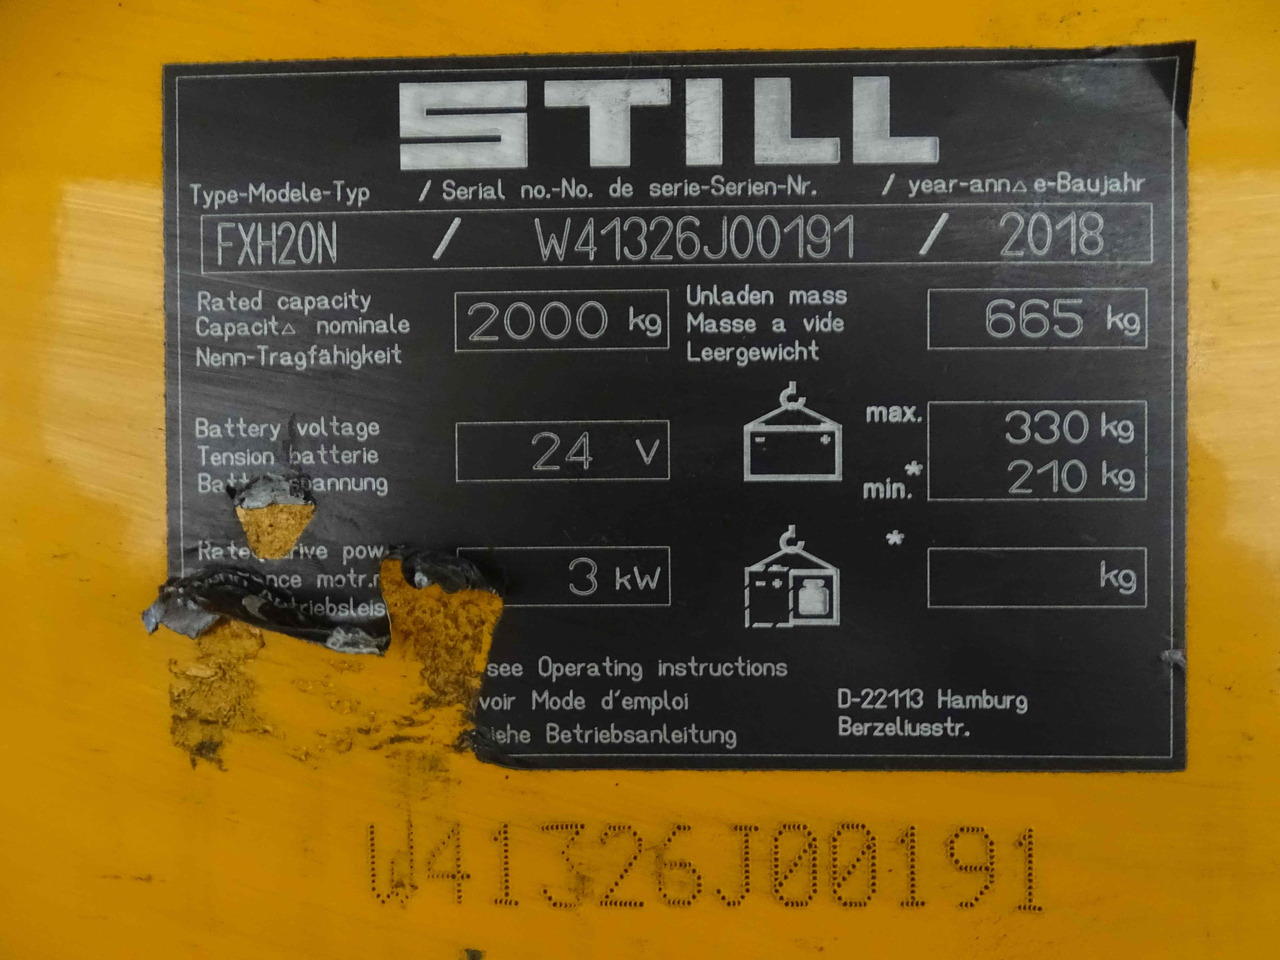 STILL
Type-Modele-Typ / Serial no.-No. de serie-Serien-Nr. / year-ann△e-Baujahr
FXH20N / W41326J00191 / 2018
Rated capacity
Capacit△ nominale
Nenn-Tragfähigkeit
2000 kg
Unladen mass
Masse a vide
Leergewicht
665 kg
Battery voltage
Tension batterie
24 V
max. 330 kg
min.* 210 kg
3 kW
* kg
see Operating instructions
voir Mode d'emploi
Betriebsanleitung
D-22113 Hamburg
Berzeliusstr.
W41326J00191